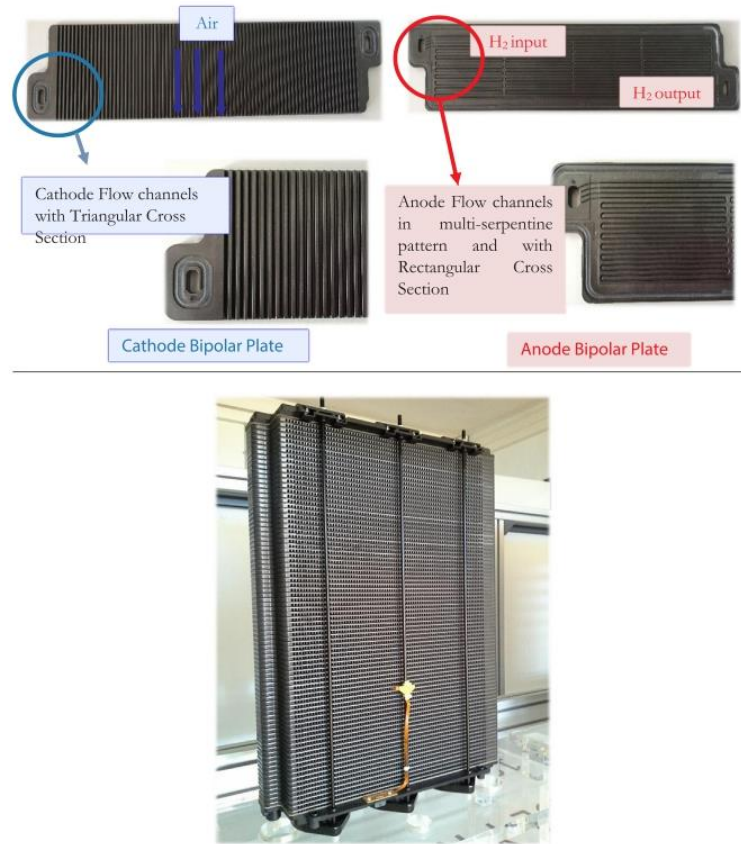 Air
H₂ input
H₂ output
Cathode Flow channels
with Triangular Cross
Section
Anode Flow channels
in multi-serpentine
pattern and with
Rectangular Cross
Section
Cathode Bipolar Plate
Anode Bipolar Plate